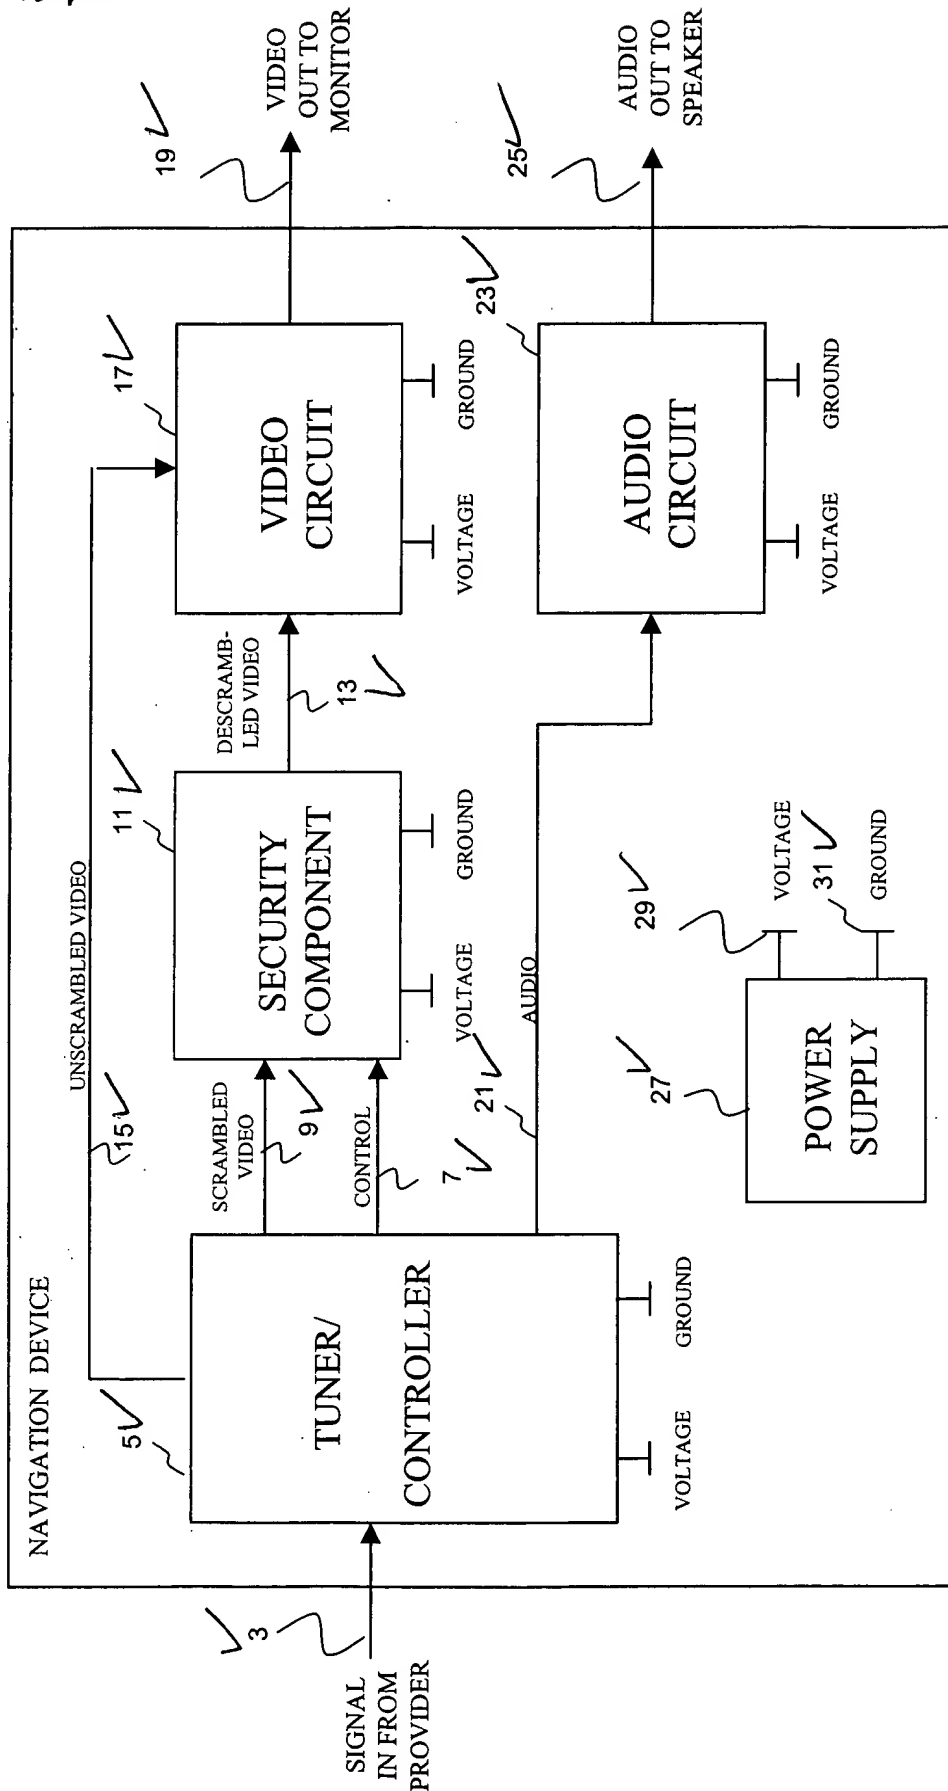 NAVIGATION DEVICE
SIGNAL
IN FROM
PROVIDER
3
5
TUNER/
CONTROLLER
VOLTAGE
GROUND
15
UNSCRAMBLED VIDEO
SCRAMBLED
VIDEO
9
CONTROL
7
11
SECURITY
COMPONENT
VOLTAGE
GROUND
DESCRAMB-
LED VIDEO
13
17
VIDEO
CIRCUIT
VOLTAGE
GROUND
19
VIDEO
OUT TO
MONITOR
21
AUDIO
23
AUDIO
CIRCUIT
VOLTAGE
GROUND
25
AUDIO
OUT TO
SPEAKER
27
POWER
SUPPLY
29
VOLTAGE
31
GROUND